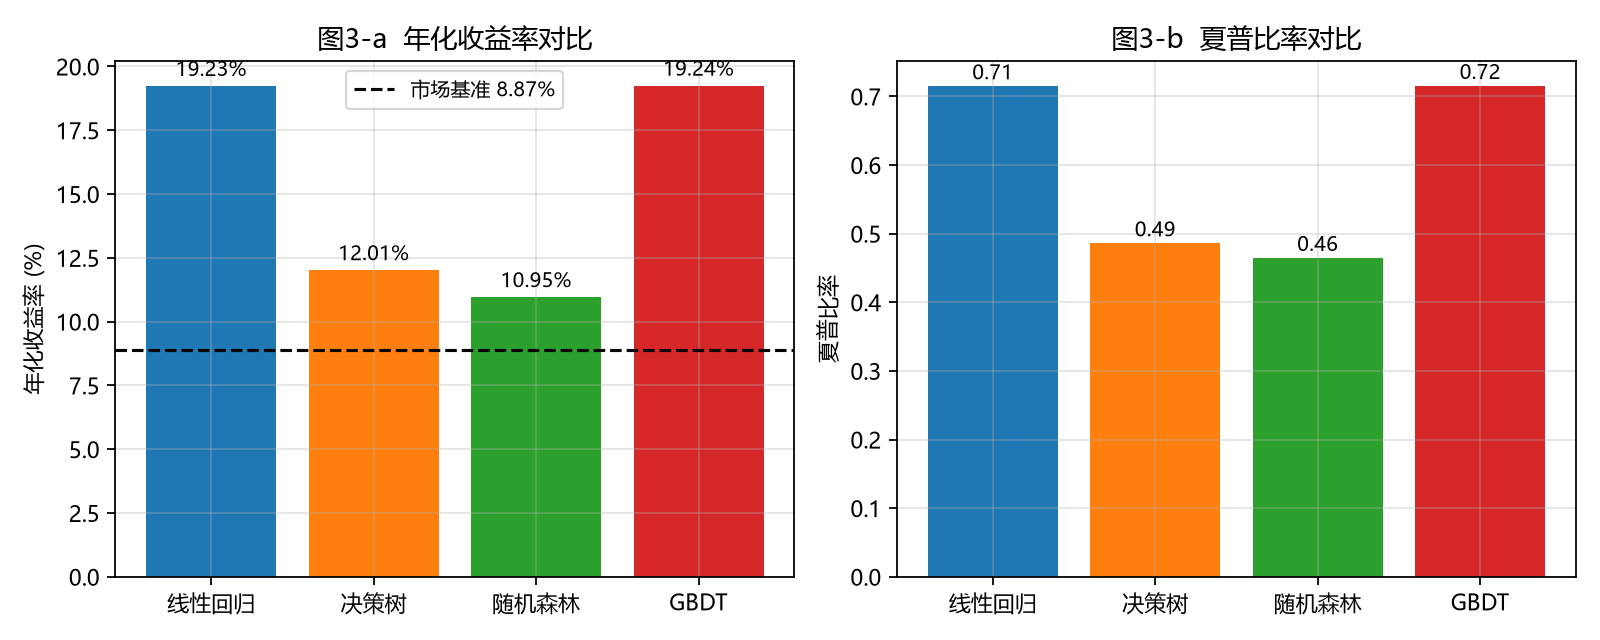 图3-a 年化收益率对比
年化收益率 (%)
20.0
17.5
15.0
12.5
10.0
7.5
5.0
2.5
0.0
19.23%
12.01%
10.95%
19.24%
市场基准 8.87%
线性回归
决策树
随机森林
GBDT
图3-b 夏普比率对比
夏普比率
0.7
0.6
0.5
0.4
0.3
0.2
0.1
0.0
0.71
0.49
0.46
0.72
线性回归
决策树
随机森林
GBDT